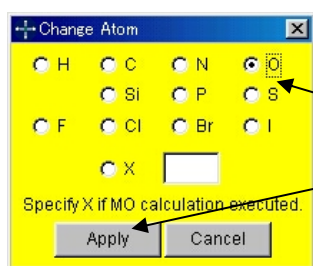 Change Atom
H C N O
Si P S
F Cl Br I
X
Specify X if MO calculation executed.
Apply Cancel